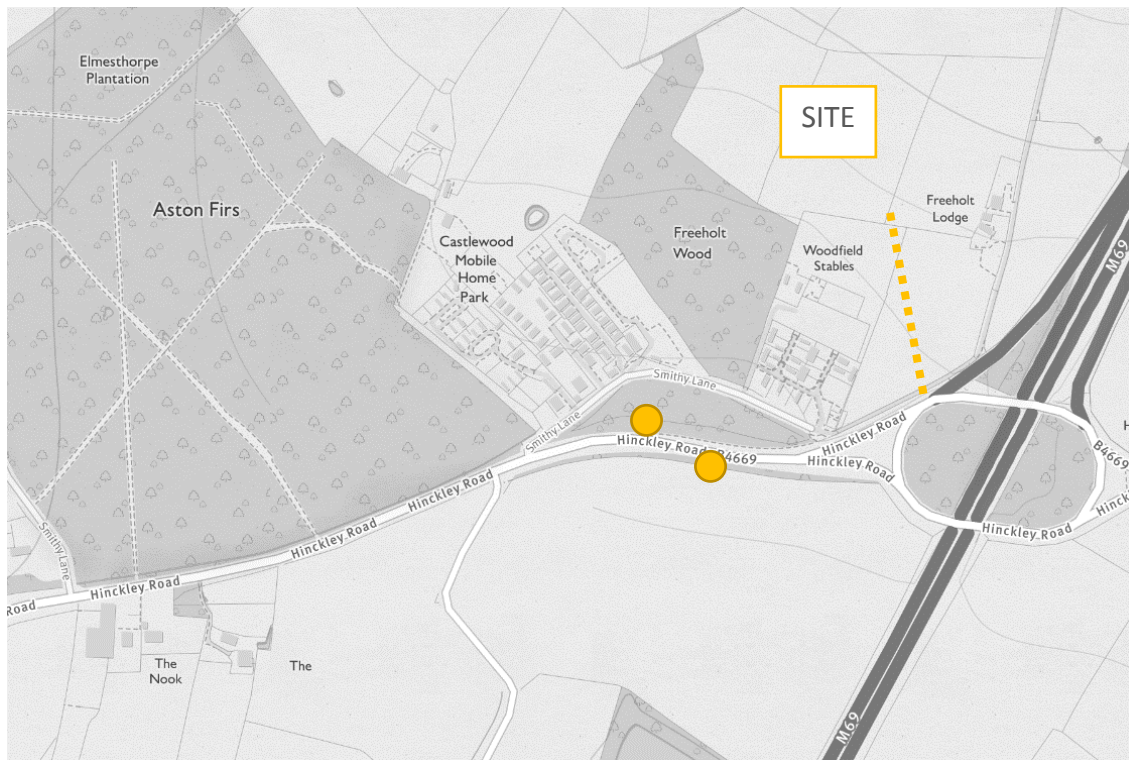 Elmesthorpe
Plantation
SITE
Aston Firs
Freeholt
Lodge
Castlewood
Mobile
Home
Park
Freeholt
Wood
Woodfield
Stables
M69
Smithy Lane
Smithy Lane
Hinckley Road
Hinckley Road B4669
Hinckley Road
B4669
Hinckley Road
Hinckley Road
Hinckley Road
Smithy Lane
Hinckley Road
Road
The
Nook
The
M69